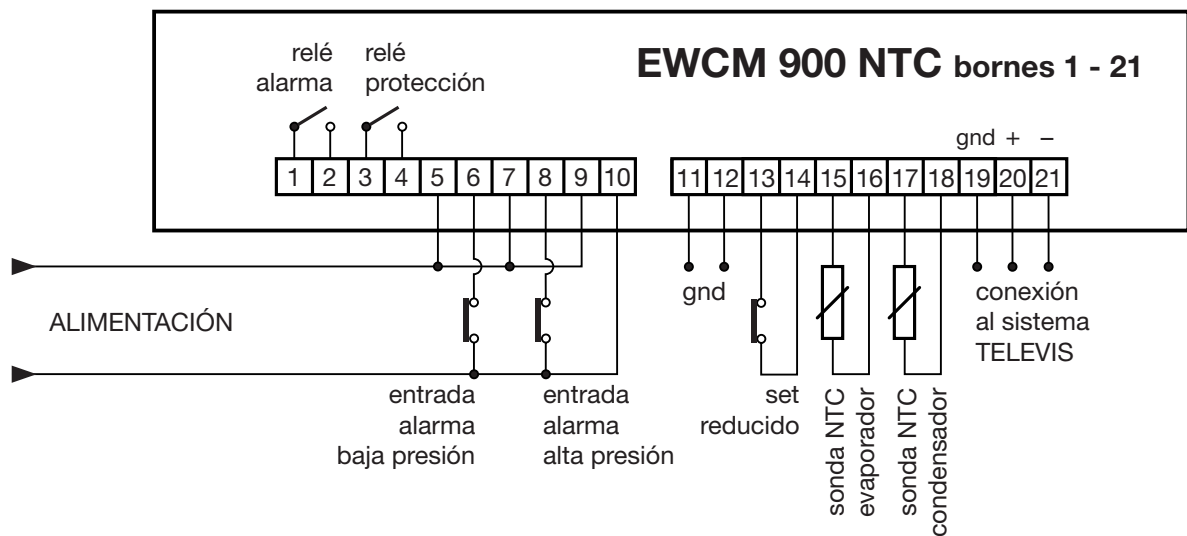 EWCM 900 NTC bornes 1 - 21
relé
alarma
relé
protección
gnd + −
1 2 3 4 5 6 7 8 9 10
11 12 13 14 15 16 17 18 19 20 21
ALIMENTACIÓN
entrada
alarma
baja presión
entrada
alarma
alta presión
gnd
set
reducido
sonda NTC
evaporador
sonda NTC
condensador
conexión
al sistema
TELEVIS